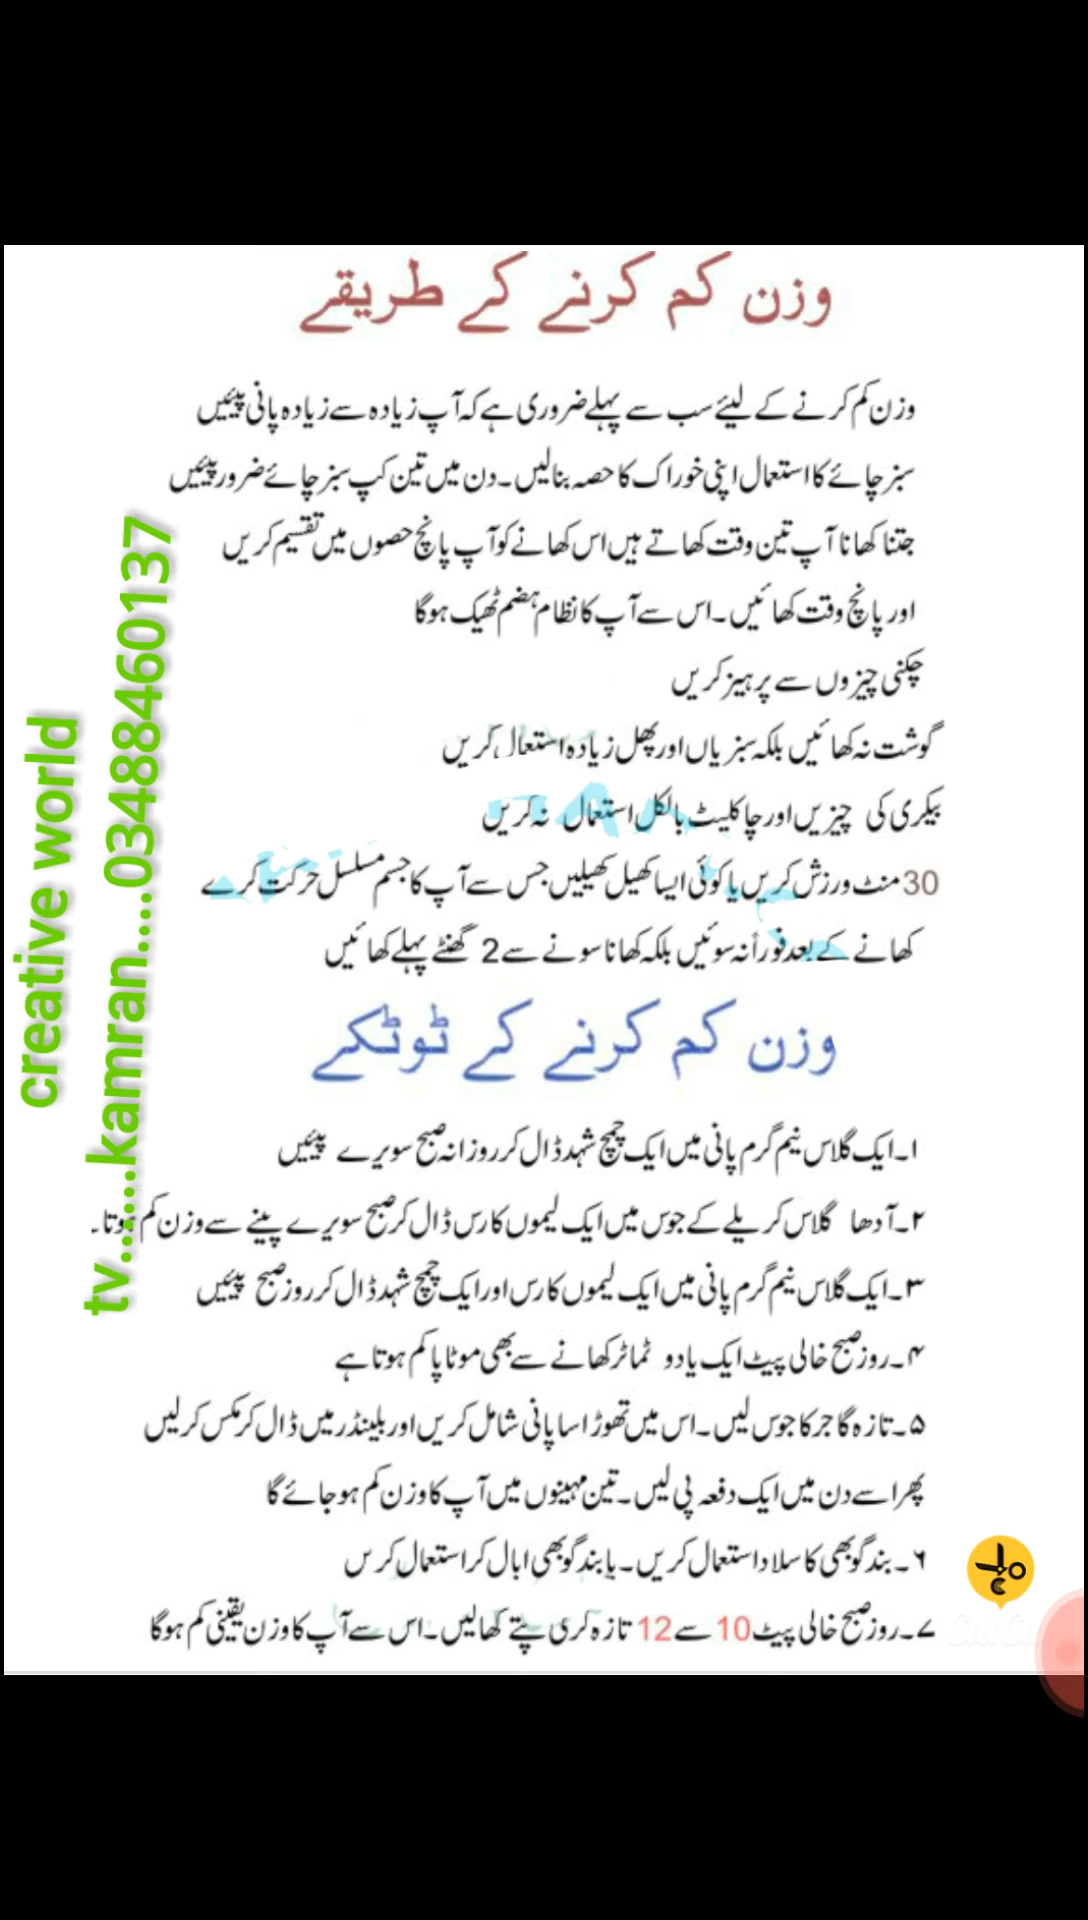 وزن کم کرنے کے طریقے
وزن کم کرنے کے لیئے سب سے پہلے ضروری ہے کہ آپ زیادہ سے زیادہ پانی پیئیں
سبز چائے کا استعمال اپنی خوراک کا حصہ بنالیں۔ دن میں تین کپ سبز چائے ضرور پیئیں
جتنا کھانا آپ تین وقت کھاتے ہیں اس کھانے کو آپ پانچ حصوں میں تقسیم کریں
اور پانچ وقت کھائیں۔ اس سے آپ کا نظام ہضم ٹھیک ہوگا
چکنی چیزوں سے پرہیز کریں
گوشت نہ کھائیں بلکہ سبزیاں اور پھل زیادہ استعمال کریں
بیکری کی چیزیں اور چاکلیٹ بالکل استعمال نہ کریں
30 منٹ ورزش کریں یا کوئی ایسا کھیل کھیلیں جس سے آپ کا جسم مسلسل حرکت کرے
کھانے کے بعد فوراً نہ سوئیں بلکہ کھانا سونے سے 2 گھنٹے پہلے کھائیں
وزن کم کرنے کے ٹوٹکے
۱۔ ایک گلاس نیم گرم پانی میں ایک چمچ شہد ڈال کر روزانہ صبح سویرے پیئیں
۲۔ آدھا گلاس کریلے کے جوس میں ایک لیموں کا رس ڈال کر صبح سویرے پینے سے وزن کم ہوتا۔
۳۔ ایک گلاس نیم گرم پانی میں ایک لیموں کا رس اور ایک چمچ شہد ڈال کر روز صبح پیئیں
۴۔ روز صبح خالی پیٹ ایک یا دو ٹماٹر کھانے سے بھی موٹاپا کم ہوتا ہے
۵۔ تازہ گاجر کا جوس لیں۔ اس میں تھوڑا سا پانی شامل کریں اور بلینڈر میں ڈال کر مکس کرلیں
پھر اسے دن میں ایک دفعہ پی لیں۔ تین مہینوں میں آپ کا وزن کم ہو جائے گا
۶۔ بند گوبھی کا سلاد استعمال کریں۔ یا بند گوبھی ابال کر استعمال کرس
۷۔ روز صبح خالی پیٹ 10 سے 12 تازہ کری پتے کھالیں۔ اس سے آپ کا وزن یقینی کم ہوگا
creative world
tv......kamran....03488460137
CutCut